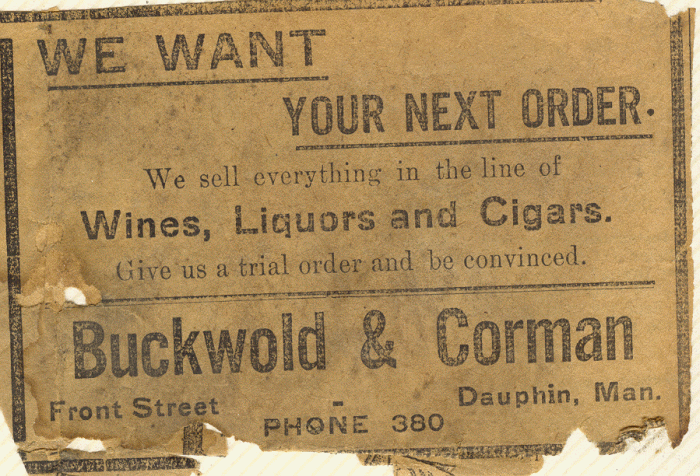 WE WANT
YOUR NEXT ORDER.
We sell everything in the line of
Wines, Liquors and Cigars.
Give us a trial order and be convinced.
Buckwold & Corman
Front Street - Dauphin, Man.
PHONE 380